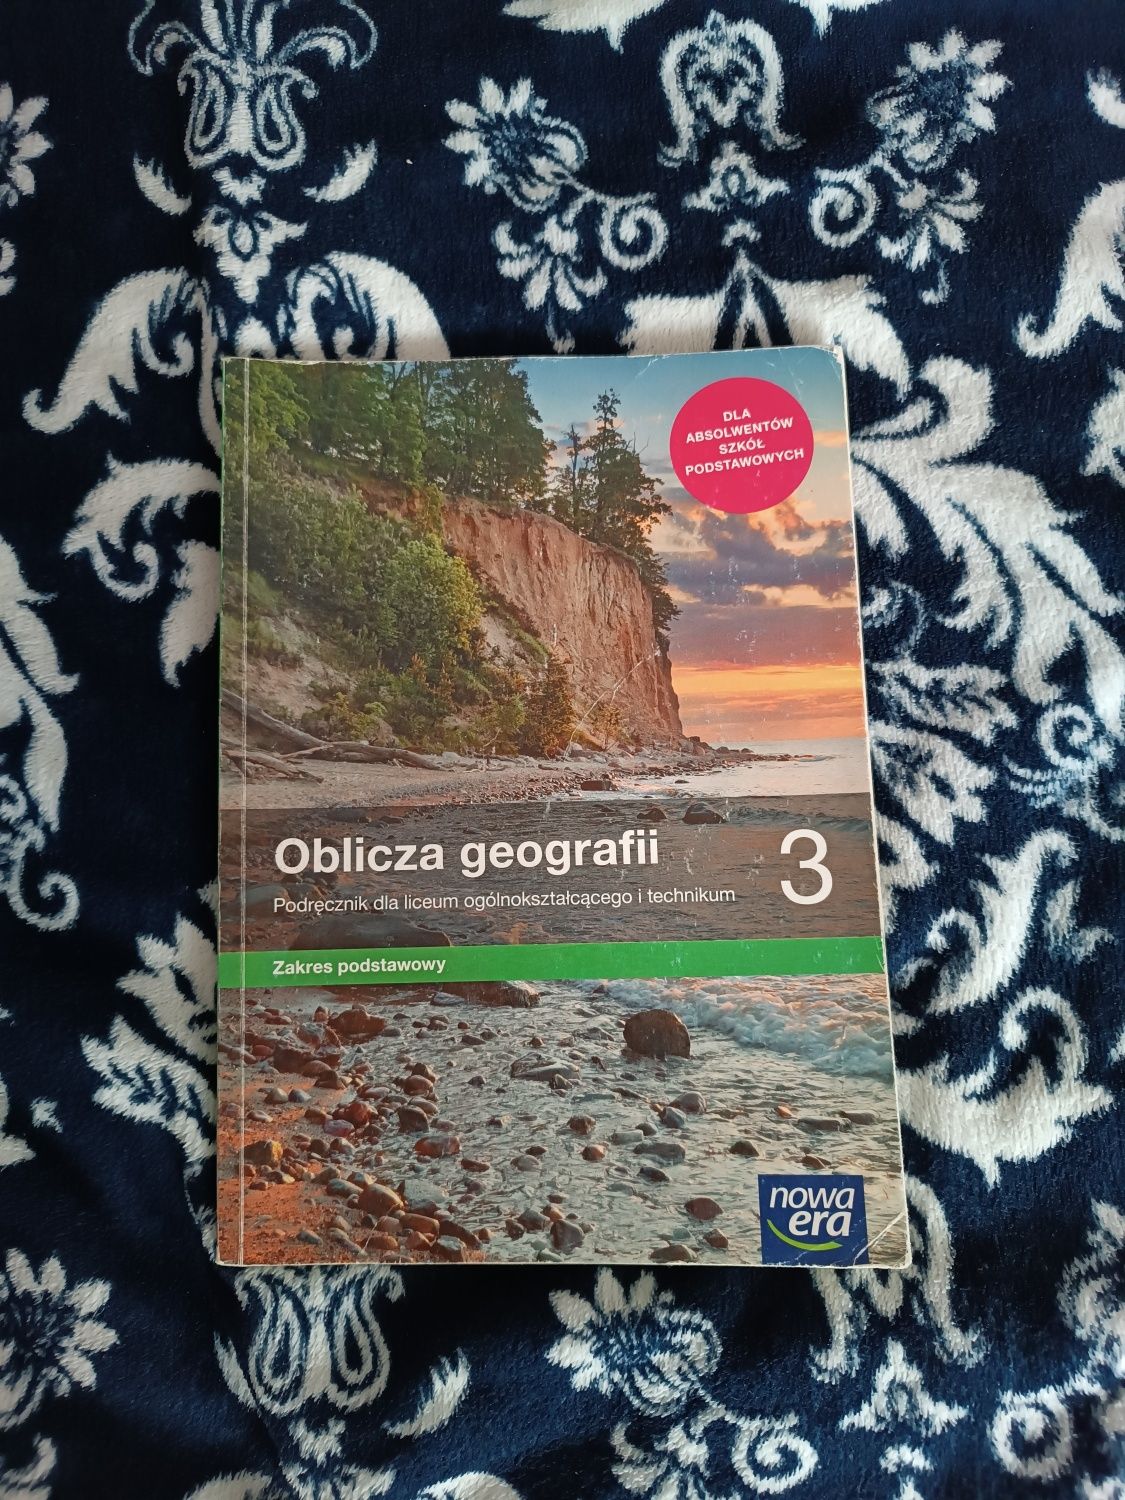 DLA
ABSOLWENTÓW
SZKÓŁ
PODSTAWOWYCH
Oblicza geografii 3
Podręcznik dla liceum ogólnokształcącego i technikum
Zakres podstawowy
nowa
era